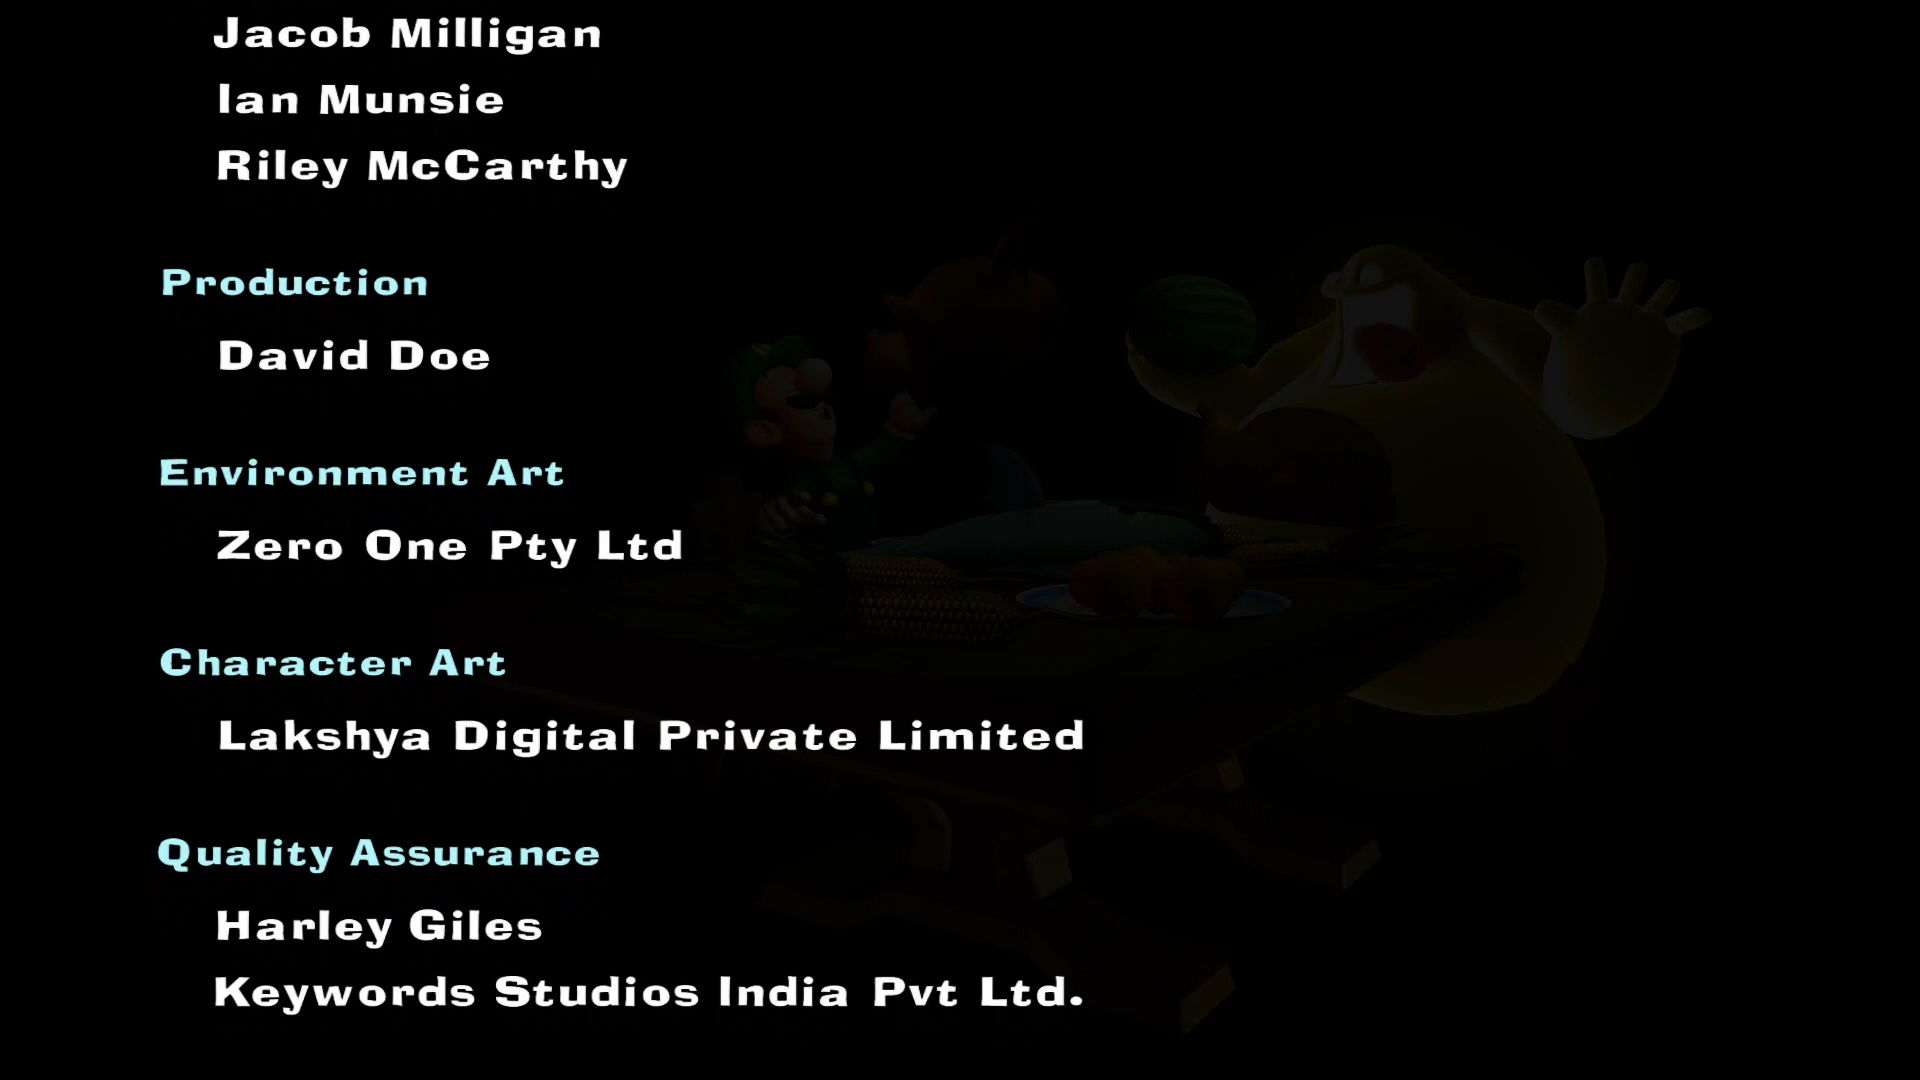 Jacob Milligan
Ian Munsie
Riley McCarthy
Production
David Doe
Environment Art
Zero One Pty Ltd
Character Art
Lakshya Digital Private Limited
Quality Assurance
Harley Giles
Keywords Studios India Pvt Ltd.